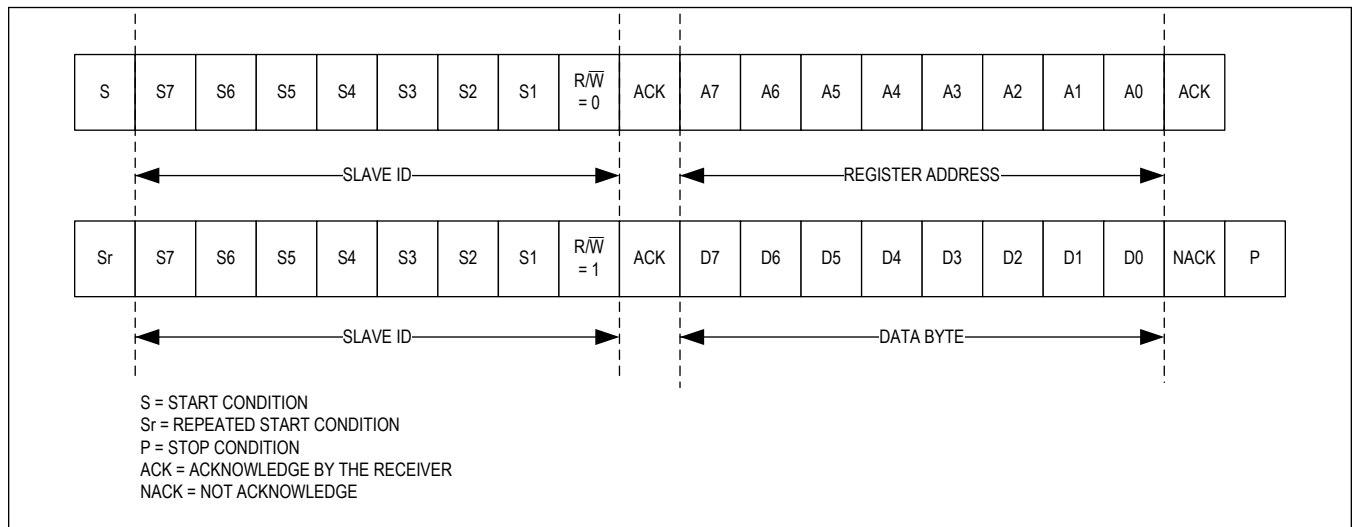 S S7 S6 S5 S4 S3 S2 S1 R/W̅ = 0 ACK A7 A6 A5 A4 A3 A2 A1 A0 ACK
SLAVE ID REGISTER ADDRESS
Sr S7 S6 S5 S4 S3 S2 S1 R/W̅ = 1 ACK D7 D6 D5 D4 D3 D2 D1 D0 NACK P
SLAVE ID DATA BYTE
S = START CONDITION
Sr = REPEATED START CONDITION
P = STOP CONDITION
ACK = ACKNOWLEDGE BY THE RECEIVER
NACK = NOT ACKNOWLEDGE